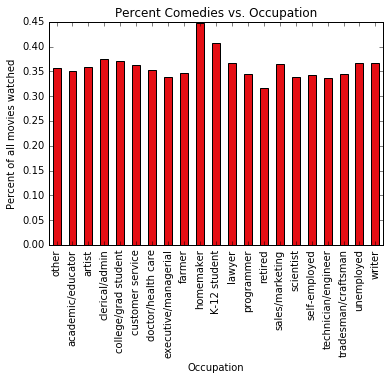 Percent Comedies vs. Occupation
Percent of all movies watched
0.45
0.40
0.35
0.30
0.25
0.20
0.15
0.10
0.05
0.00
other
academic/educator
artist
clerical/admin
college/grad student
customer service
doctor/health care
executive/managerial
farmer
homemaker
K-12 student
lawyer
programmer
retired
sales/marketing
scientist
self-employed
technician/engineer
tradesman/craftsman
unemployed
writer
Occupation